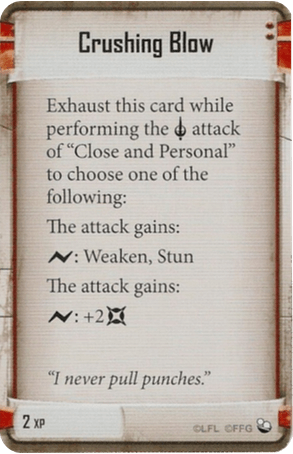 Crushing Blow
Exhaust this card while
performing the attack
of “Close and Personal”
to choose one of the
following:
The attack gains:
: Weaken, Stun
The attack gains:
: +2
“I never pull punches.”
2 XP
©LFL ©FFG